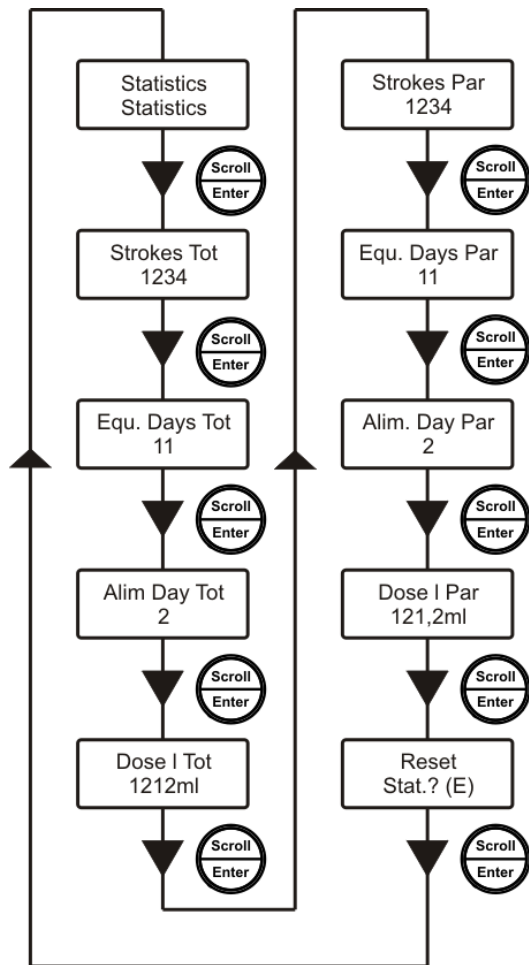 Statistics
Statistics
Scroll
Enter
Strokes Tot
1234
Scroll
Enter
Equ. Days Tot
11
Scroll
Enter
Alim Day Tot
2
Scroll
Enter
Dose l Tot
1212ml
Scroll
Enter
Strokes Par
1234
Scroll
Enter
Equ. Days Par
11
Scroll
Enter
Alim. Day Par
2
Scroll
Enter
Dose l Par
121,2ml
Scroll
Enter
Reset
Stat.? (E)
Scroll
Enter